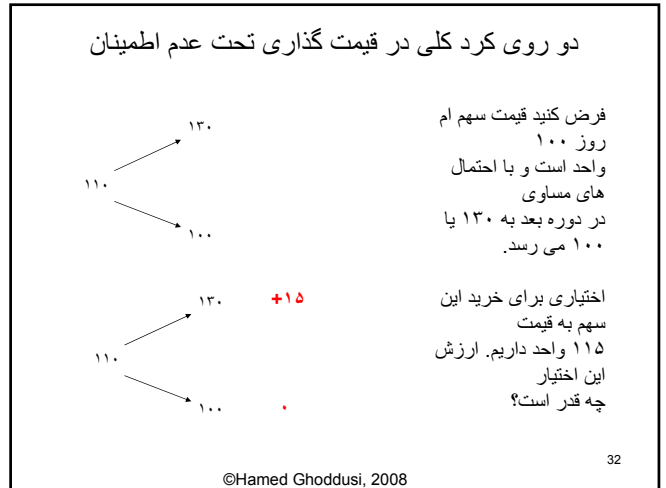 دو روی کرد کلی در قیمت گذاری تحت عدم اطمینان
فرض کنید قیمت سهم ام
روز ۱۰۰
واحد است و با احتمال
های مساوی
در دوره بعد به ۱۳۰ یا
۱۰۰ می رسد.
۱۳۰
۱۱۰
۱۰۰
اختیاری برای خرید این
سهم به قیمت
۱۱۵ واحد داریم. ارزش
این اختیار
چه قدر است؟
۱۳۰ +۱۵
۱۱۰
۱۰۰ ۰
32
©Hamed Ghoddusi, 2008